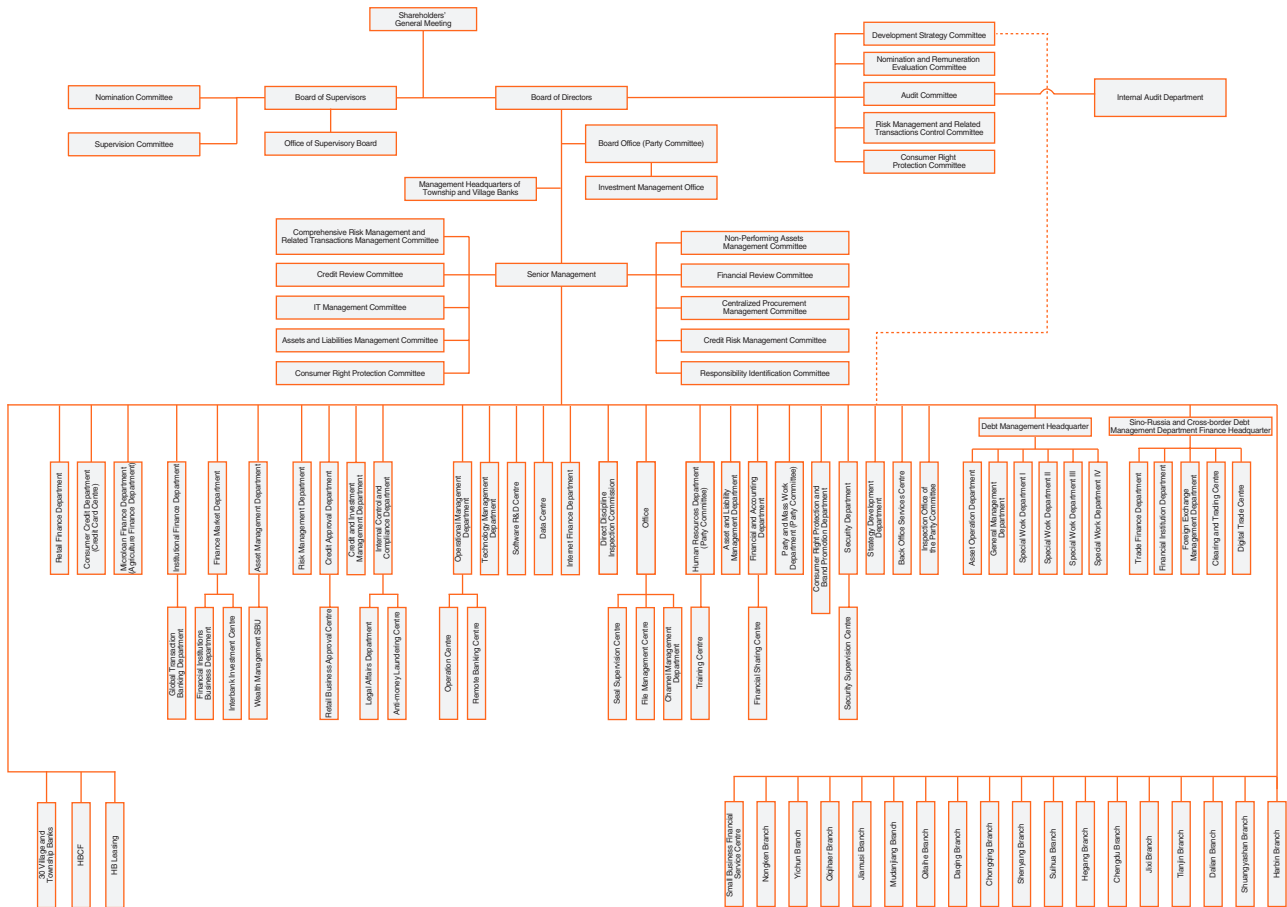 Shareholders'
General Meeting
Development Strategy Committee
Nomination and Remuneration
Evaluation Committee
Nomination Committee
Board of Supervisors
Board of Directors
Audit Committee
Internal Audit Department
Supervision Committee
Office of Supervisory Board
Board Office (Party Committee)
Risk Management and Related
Transactions Control Committee
Consumer Right
Protection Committee
Management Headquarters of
Township and Village Banks
Investment Management Office
Comprehensive Risk Management and
Related Transactions Management Committee
Non-Performing Assets
Management Committee
Credit Review Committee
Senior Management
Financial Review Committee
IT Management Committee
Centralized Procurement
Management Committee
Assets and Liabilities Management Committee
Credit Risk Management Committee
Consumer Right Protection Committee
Responsibility Identification Committee
Debt Management Headquarter
Sino-Russia and Cross-border Debt
Management Department Finance Headquarter
Retail Finance Department
Consumer Credit Department
(Credit Card Centre)
Microloan Finance Department
(Agriculture Finance Department)
Institutional Finance Department
Finance Market Department
Asset Management Department
Risk Management Department
Credit Approval Department
Credit and Investment
Management Department
Internal Control and
Compliance Department
Operational Management
Department
Technology Management
Department
Software R&D Centre
Data Centre
Internet Finance Department
Direct Discipline
Inspection Commission
Office
Human Resources Department
(Party Committee)
Asset and Liability
Management Department
Financial and Accounting
Department
Party and Mass Work
Department (Party Committee)
Consumer Right Protection and
Brand Promotion Department
Security Department
Strategy Development
Department
Back Office Services Centre
Inspection Office of
the Party Committee
Asset Operation Department
General Management
Department
Special Work Department I
Special Work Department II
Special Work Department III
Special Work Department IV
Trade Finance Department
Financial Institution Department
Foreign Exchange
Management Department
Clearing and Trading Centre
Digital Trade Centre
Global Transaction
Banking Department
Financial Institutions
Business Department
Interbank Investment Centre
Wealth Management SBU
Retail Business Approval Centre
Legal Affairs Department
Anti-money Laundering Centre
Operation Centre
Remote Banking Centre
Seal Supervision Centre
File Management Centre
Channel Management
Department
Training Centre
Financial Sharing Centre
Security Supervision Centre
30 Village and
Township Banks
HBCF
HB Leasing
Small Business Financial
Service Centre
Nongken Branch
Yichun Branch
Qiqihaer Branch
Jiamusi Branch
Mudanjiang Branch
Qitaihe Branch
Daqing Branch
Chongqing Branch
Shenyang Branch
Suihua Branch
Hegang Branch
Chengdu Branch
Jixi Branch
Tianjin Branch
Dalian Branch
Shuangyashan Branch
Harbin Branch